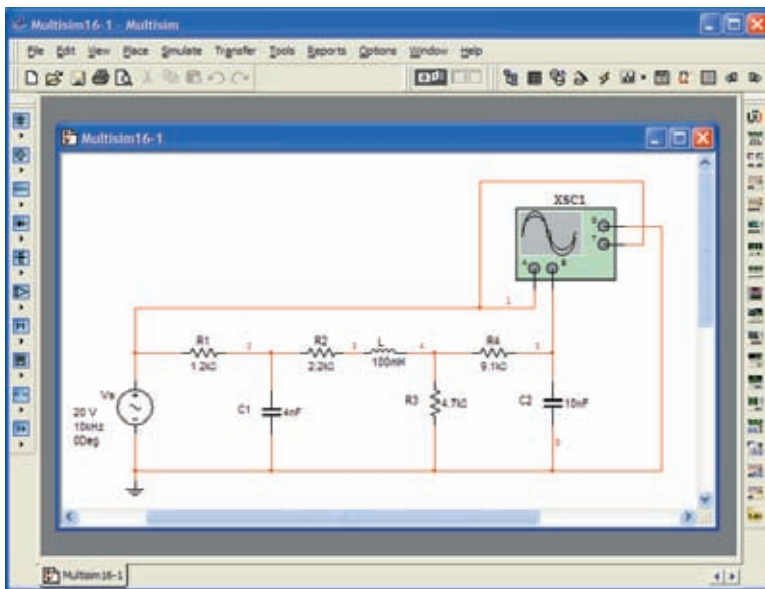 Multisim16-1 - Multisim
File Edit View Place Simulate Transfer Tools Reports Options Window Help
Multisim16-1
XSC1
G
T
A B
1
R1
1.2kΩ
2
R2
2.2kΩ
3
L
100mH
4
R4
9.1kΩ
5
Vs
20 V
10kHz
0Deg
C1
4nF
R3
4.7kΩ
C2
10nF
0
Multisim16-1